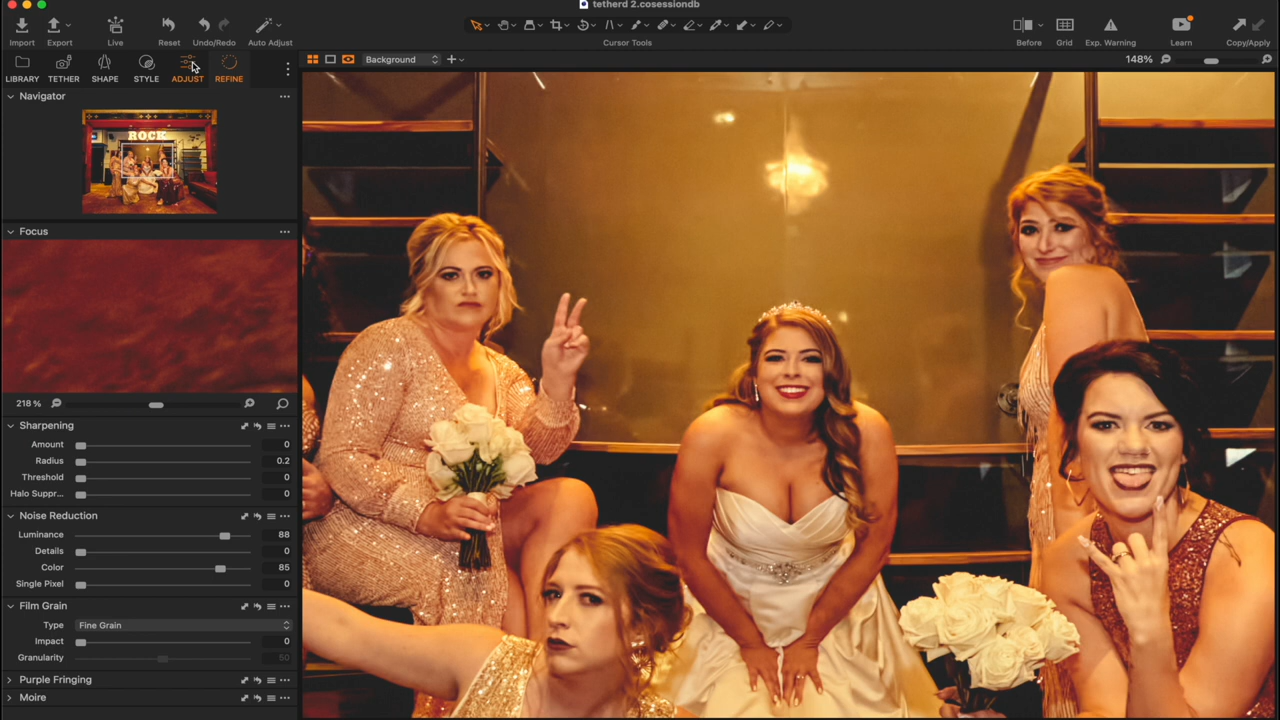 tetherd 2.cosessiondb
Import Export Live Reset Undo/Redo Auto Adjust Cursor Tools Before Grid Exp. Warning Learn Copy/Apply
LIBRARY TETHER SHAPE STYLE ADJUST REFINE
Background
148%
Navigator
ROCK
Focus
218 %
Sharpening
Amount 0
Radius 0.2
Threshold 0
Halo Suppr... 0
Noise Reduction
Luminance 88
Details 0
Color 85
Single Pixel 0
Film Grain
Type Fine Grain
Impact 0
Granularity 50
Purple Fringing
Moire